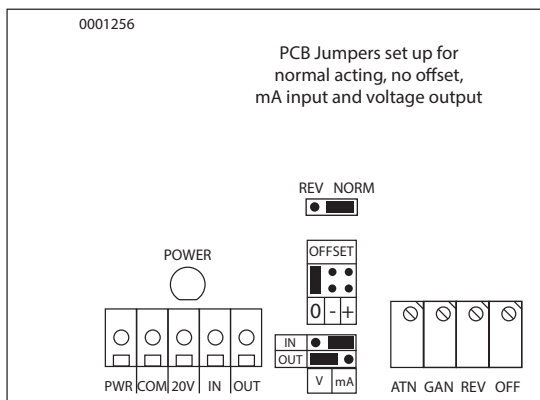 0001256
PCB Jumpers set up for
normal acting, no offset,
mA input and voltage output
REV NORM
POWER
OFFSET
0 - +
IN
OUT
V mA
PWR COM 20V IN OUT
ATN GAN REV OFF